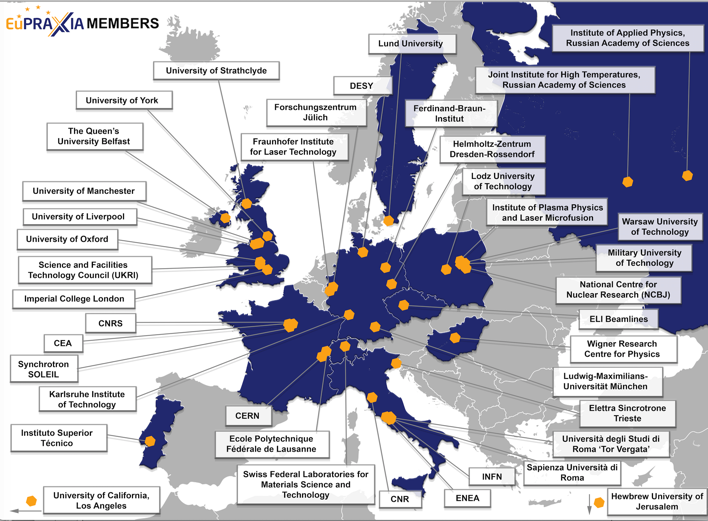 EuPRAXIA MEMBERS
Lund University
Institute of Applied Physics,
Russian Academy of Sciences
University of Strathclyde
DESY
Joint Institute for High Temperatures,
Russian Academy of Sciences
University of York
Forschungszentrum
Jülich
Ferdinand-Braun-
Institut
The Queen's
University Belfast
Fraunhofer Institute
for Laser Technology
Helmholtz-Zentrum
Dresden-Rossendorf
Lodz University
of Technology
University of Manchester
Institute of Plasma Physics
and Laser Microfusion
University of Liverpool
Warsaw University
of Technology
University of Oxford
Military University
of Technology
Science and Facilities
Technology Council (UKRI)
National Centre for
Nuclear Research (NCBJ)
Imperial College London
ELI Beamlines
CNRS
CEA
Wigner Research
Centre for Physics
Synchrotron
SOLEIL
Ludwig-Maximians-
Universität München
Karlsruhe Institute
of Technology
CERN
Elettra Sincrotrone
Trieste
Instituto Superior
Técnico
Ecole Polytechnique
Fédérale de Lausanne
Università degli Studi di
Roma 'Tor Vergata'
Swiss Federal Laboratories for
Materials Science and
Technology
INFN
Sapienza Università di
Roma
CNR
ENEA
University of California,
Los Angeles
Hewbrew University of
Jerusalem